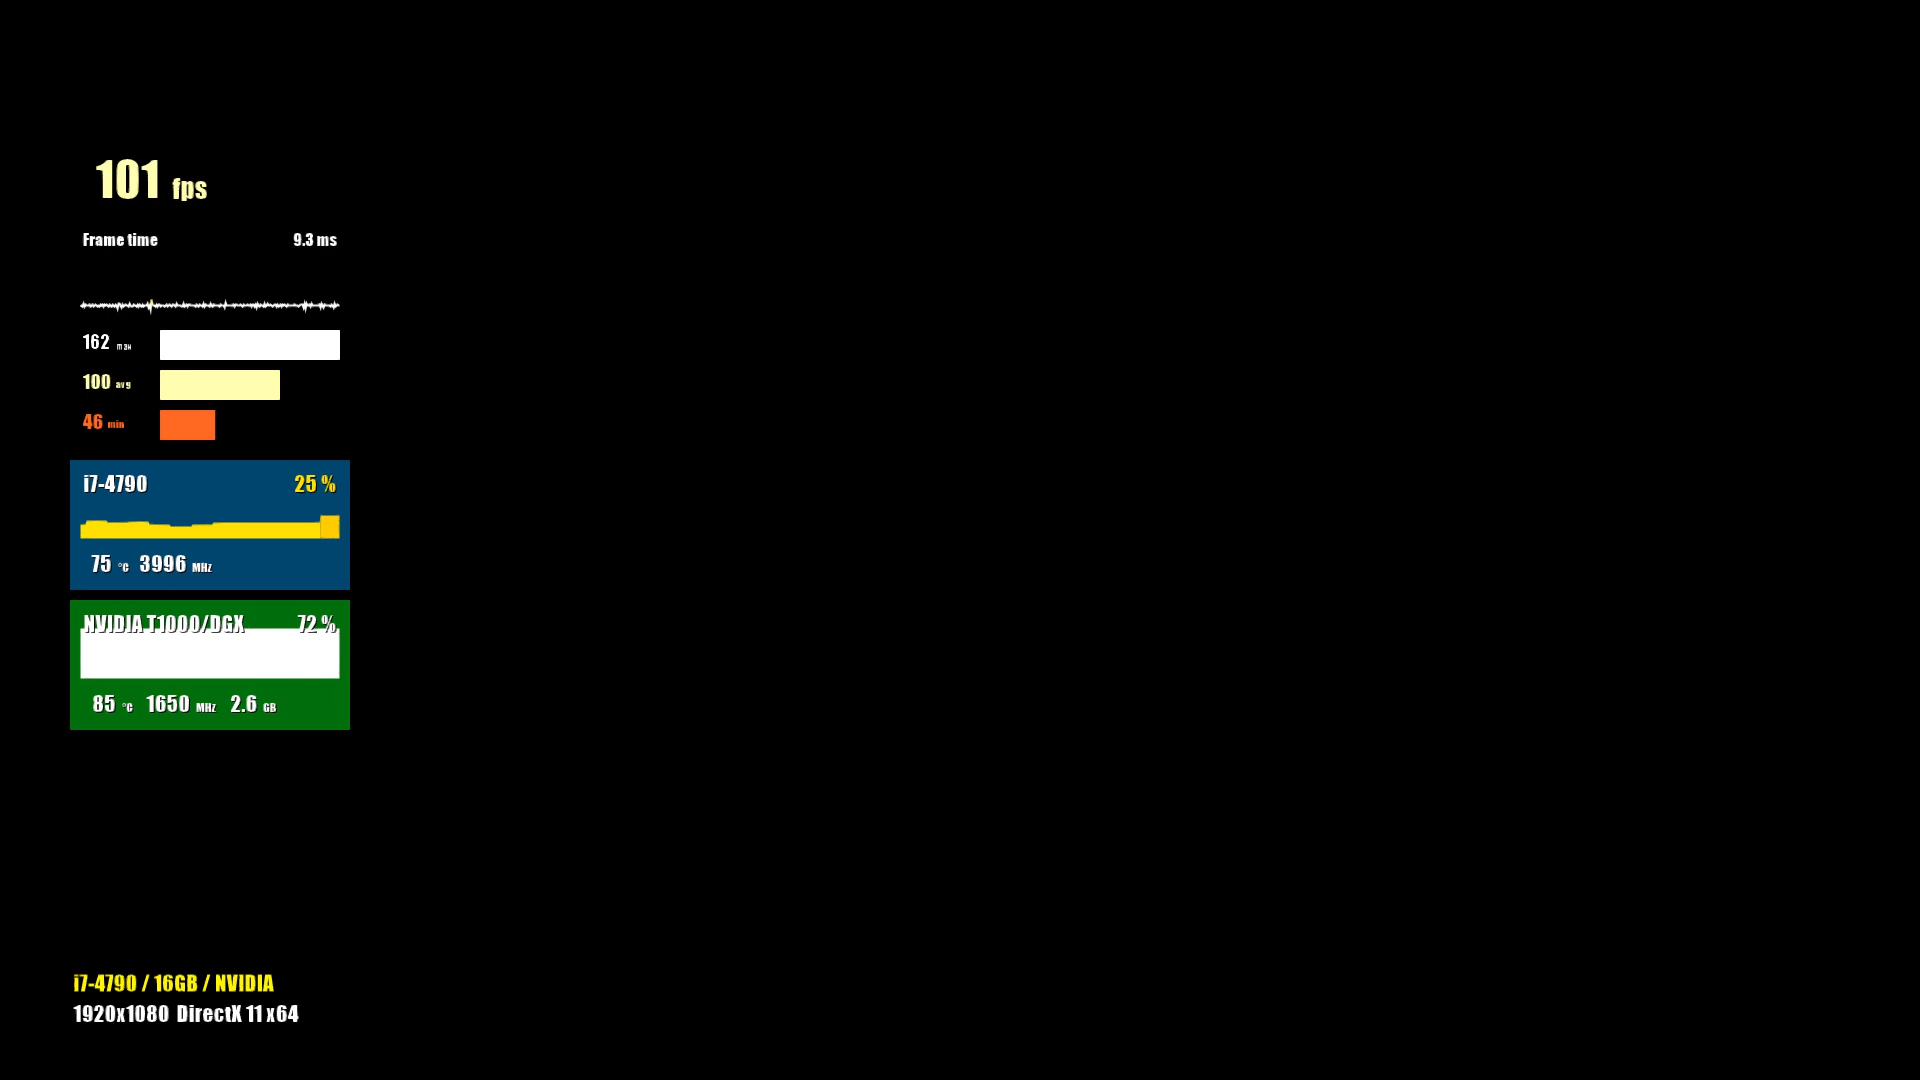 101 fps
Frame time 9.3 ms
162 max
100 avg
46 min
i7-4790 25 %
75 °C 3996 MHz
NVIDIA T1000/DGX 72 %
85 °C 1650 MHz 2.6 GB
i7-4790 / 16GB / NVIDIA
1920x1080 DirectX 11 x64